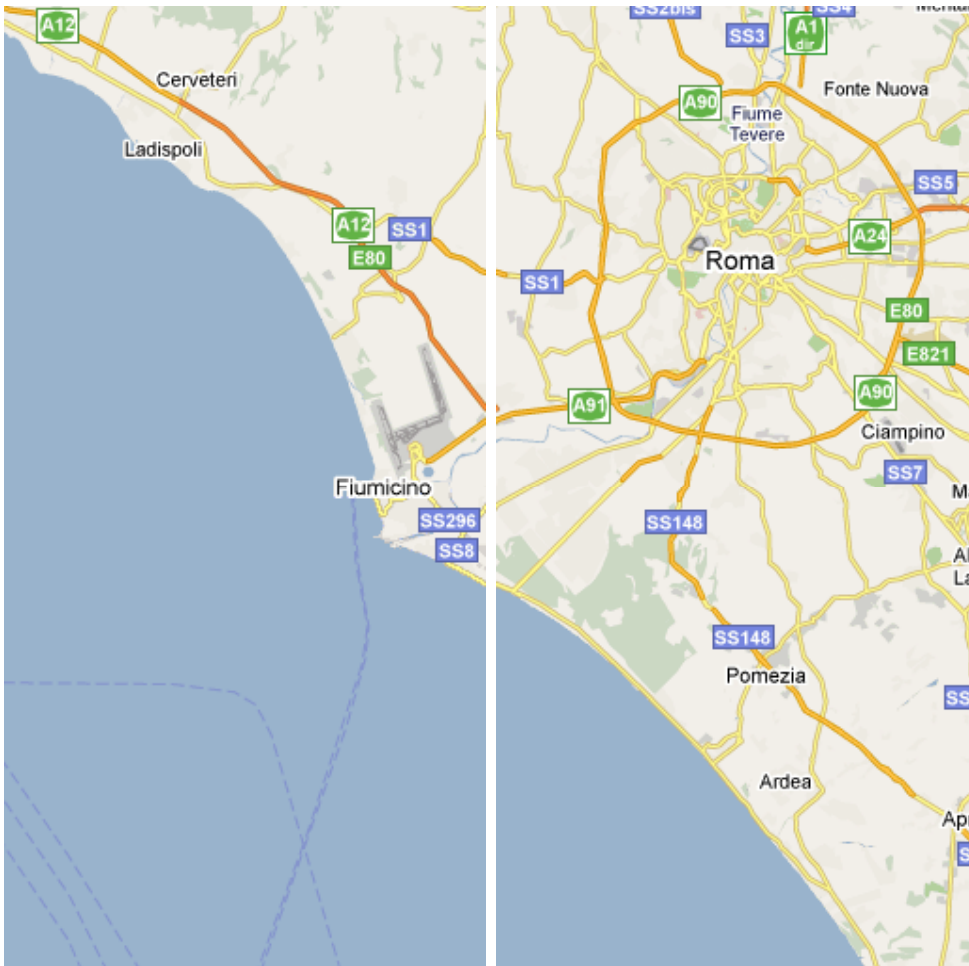 A12
Cerveteri
Ladispoli
A12
SS1
E80
Fiumicino
SS296
SS8
SS2bis
SS3
A1
dir
SS4
A90
Fiume
Tevere
Fonte Nuova
SS5
A24
Roma
SS1
E80
E821
A91
A90
Ciampino
SS7
SS148
SS148
Pomezia
Ardea